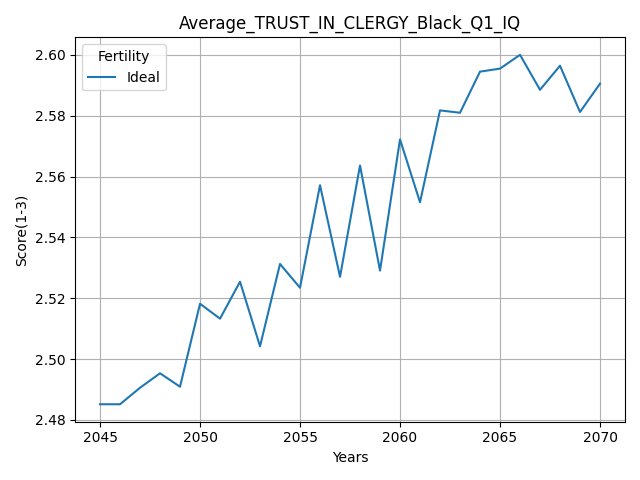 Average_TRUST_IN_CLERGY_Black_Q1_IQ
Fertility
Ideal
Score(1-3)
2.60
2.58
2.56
2.54
2.52
2.50
2.48
2045 2050 2055 2060 2065 2070
Years